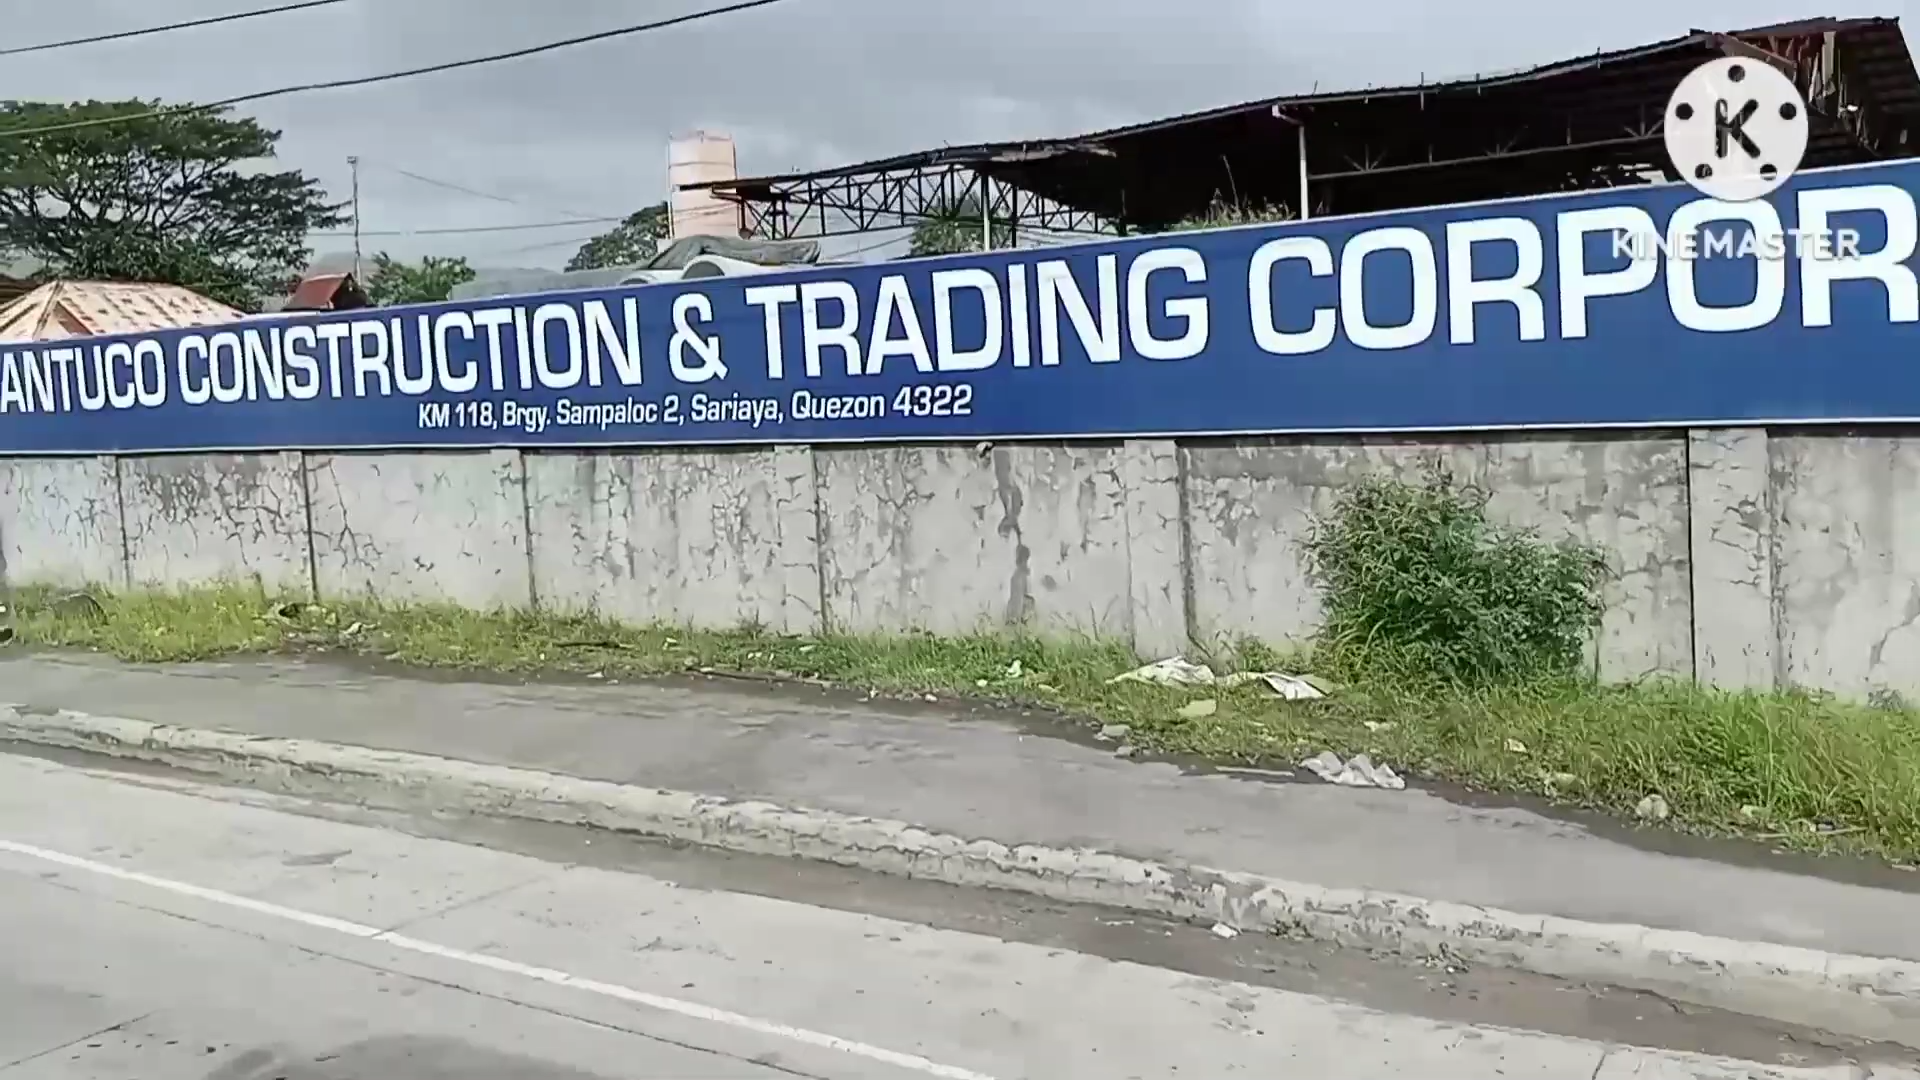 ANTUCO CONSTRUCTION & TRADING CORPOR
KM 118, Brgy. Sampaloc 2, Sariaya, Quezon 4322
K
KINEMASTER